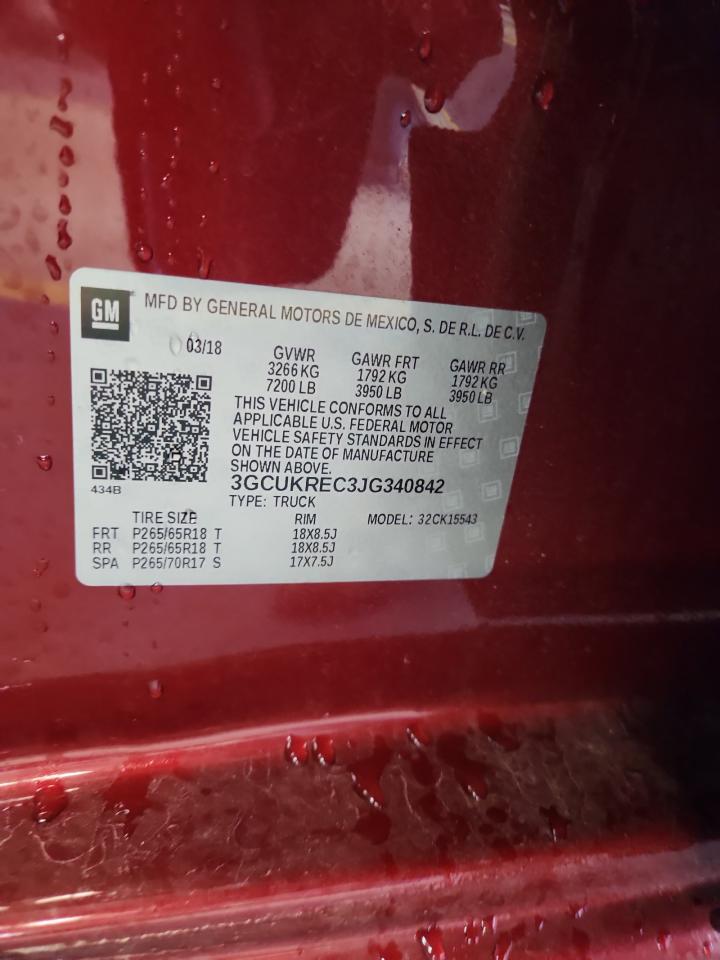 GM
MFD BY GENERAL MOTORS DE MEXICO, S. DE R.L. DE C.V.
03/18 GVWR GAWR FRT GAWR RR
3266 KG 1792 KG 1792 KG
7200 LB 3950 LB 3950 LB
THIS VEHICLE CONFORMS TO ALL
APPLICABLE U.S. FEDERAL MOTOR
VEHICLE SAFETY STANDARDS IN EFFECT
ON THE DATE OF MANUFACTURE
SHOWN ABOVE.
434B 3GCUKREC3JG340842
TYPE: TRUCK
TIRE SIZE RIM MODEL: 32CK15543
FRT P265/65R18 T 18X8.5J
RR P265/65R18 T 18X8.5J
SPA P265/70R17 S 17X7.5J